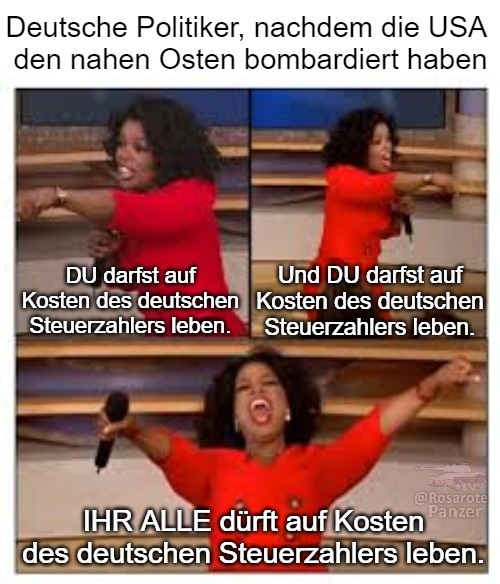 Deutsche Politiker, nachdem die USA
den nahen Osten bombardiert haben
DU darfst auf
Kosten des deutschen
Steuerzahlers leben.
Und DU darfst auf
Kosten des deutschen
Steuerzahlers leben.
@Rosarote
Panzer
IHR ALLE dürft auf Kosten
des deutschen Steuerzahlers leben.